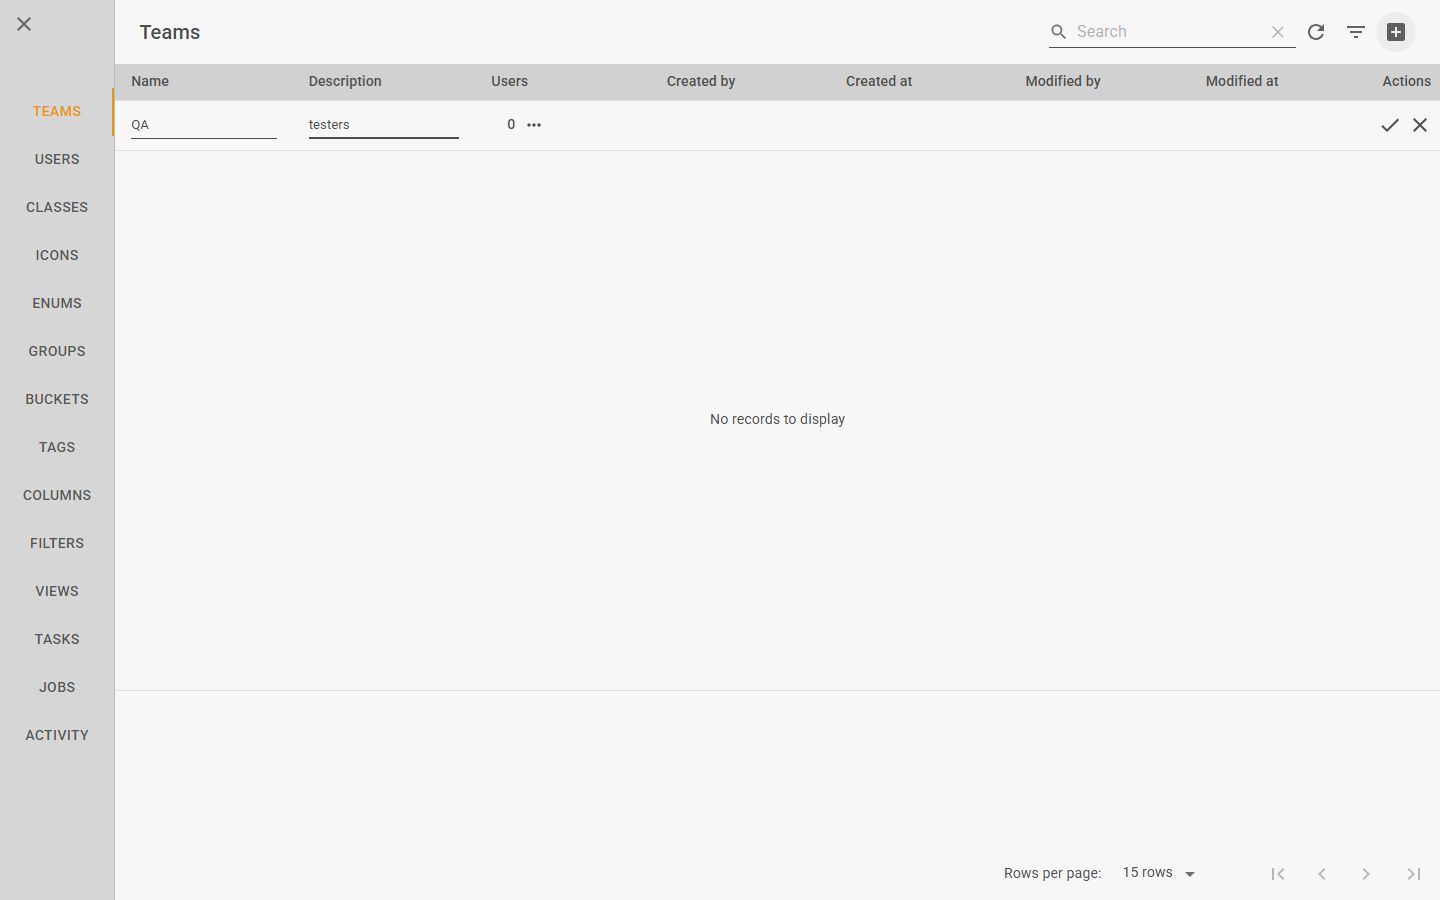 Teams
Search
TEAMS
USERS
CLASSES
ICONS
ENUMS
GROUPS
BUCKETS
TAGS
COLUMNS
FILTERS
VIEWS
TASKS
JOBS
ACTIVITY
Name Description Users Created by Created at Modified by Modified at Actions
QA testers 0
No records to display
Rows per page: 15 rows